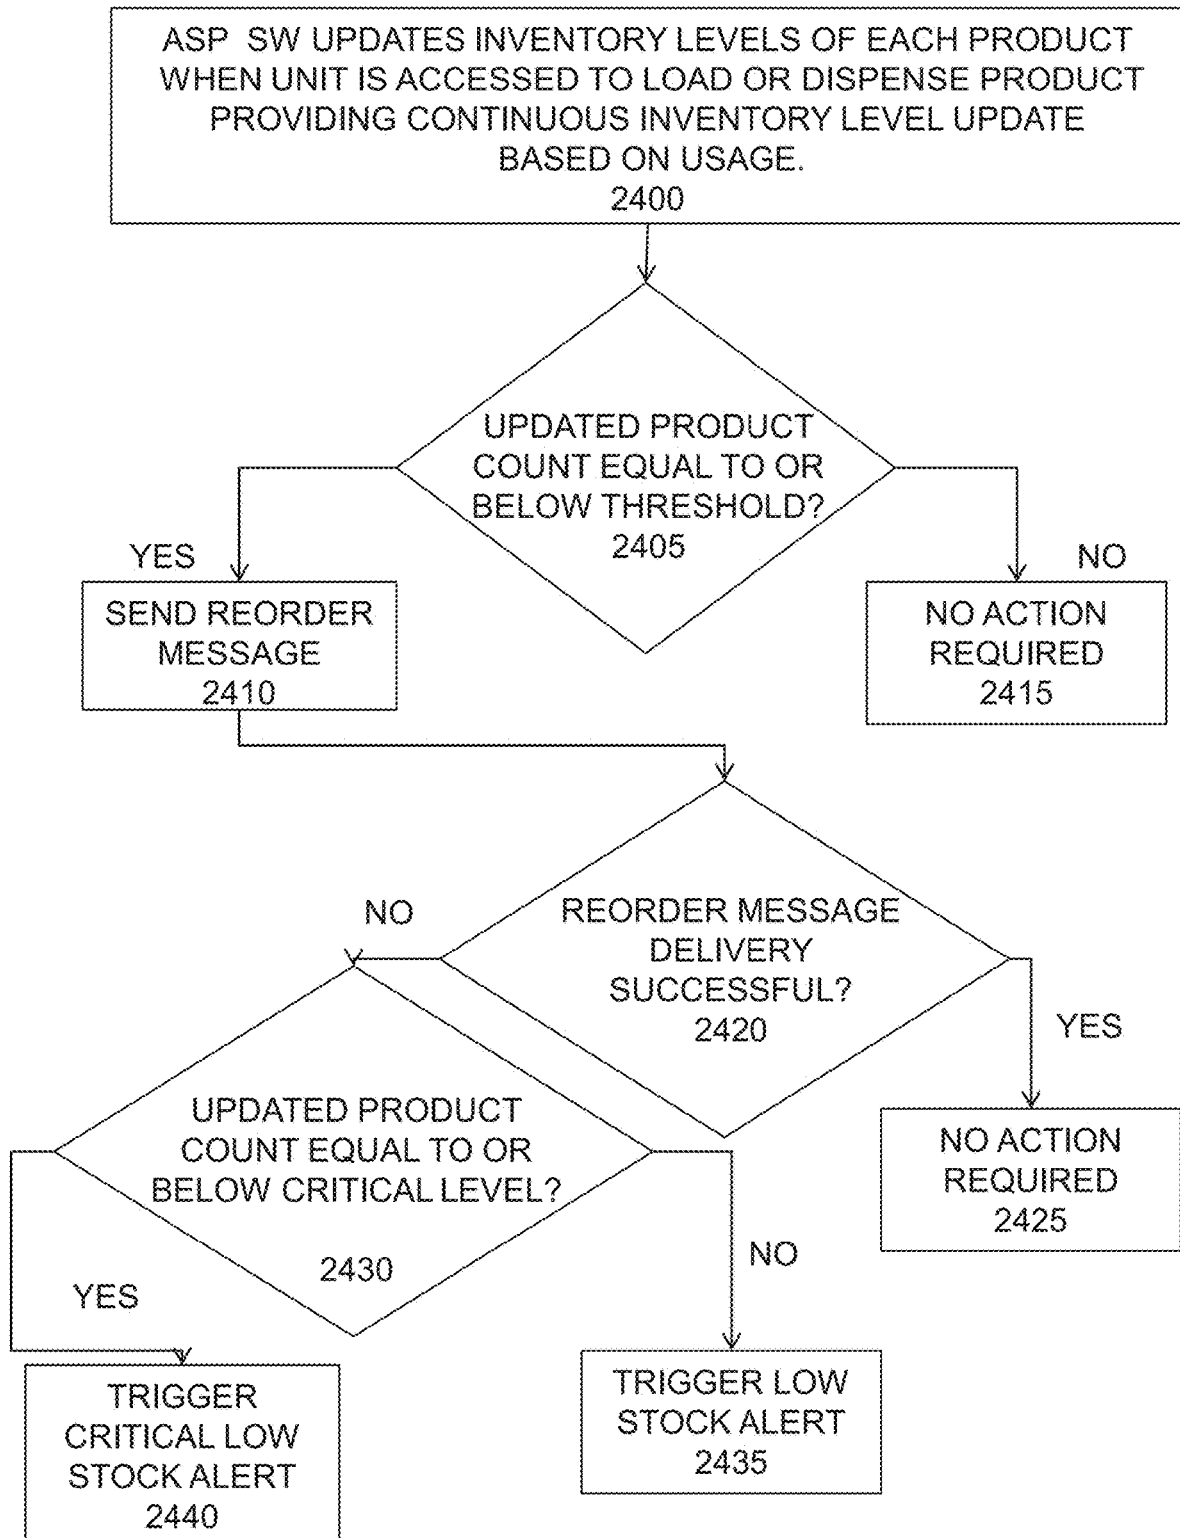 ASP SW UPDATES INVENTORY LEVELS OF EACH PRODUCT
WHEN UNIT IS ACCESSED TO LOAD OR DISPENSE PRODUCT
PROVIDING CONTINUOUS INVENTORY LEVEL UPDATE
BASED ON USAGE.
2400
UPDATED PRODUCT
COUNT EQUAL TO OR
BELOW THRESHOLD?
2405
YES
NO
SEND REORDER
MESSAGE
2410
NO ACTION
REQUIRED
2415
REORDER MESSAGE
DELIVERY
SUCCESSFUL?
2420
NO
YES
UPDATED PRODUCT
COUNT EQUAL TO OR
BELOW CRITICAL LEVEL?
2430
NO ACTION
REQUIRED
2425
YES
NO
TRIGGER
CRITICAL LOW
STOCK ALERT
2440
TRIGGER LOW
STOCK ALERT
2435